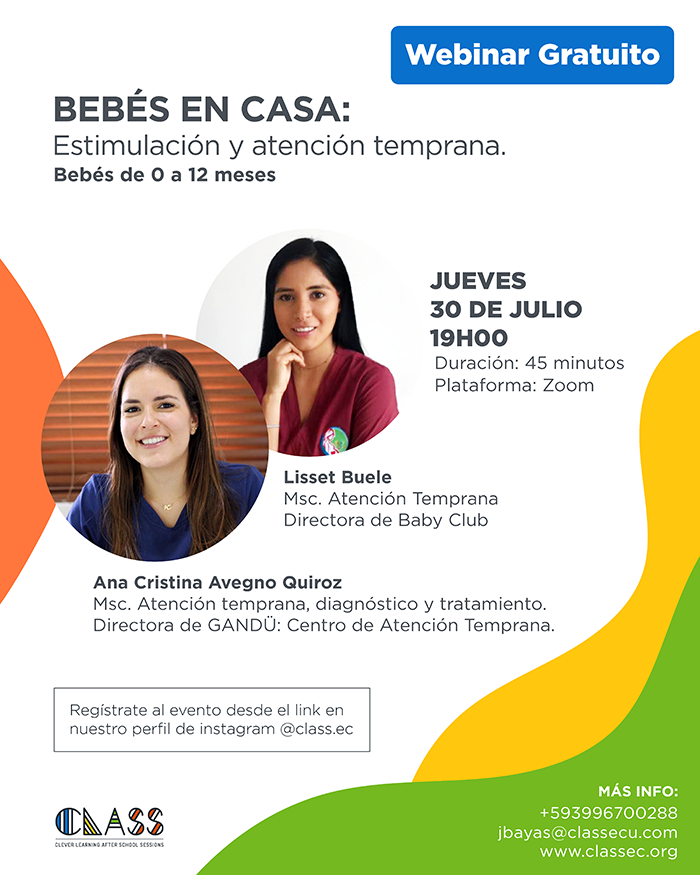 Webinar Gratuito
BEBÉS EN CASA:
Estimulación y atención temprana.
Bebés de 0 a 12 meses
JUEVES
30 DE JULIO
19H00
Duración: 45 minutos
Plataforma: Zoom
Lisset Buele
Msc. Atención Temprana
Directora de Baby Club
Ana Cristina Avegno Quiroz
Msc. Atención temprana, diagnóstico y tratamiento.
Directora de GANDÜ: Centro de Atención Temprana.
Regístrate al evento desde el link en
nuestro perfil de instagram @class.ec
CLASS
CLEVER LEARNING AFTER SCHOOL SESSIONS
MÁS INFO:
+593996700288
jbayas@classecu.com
www.classec.org